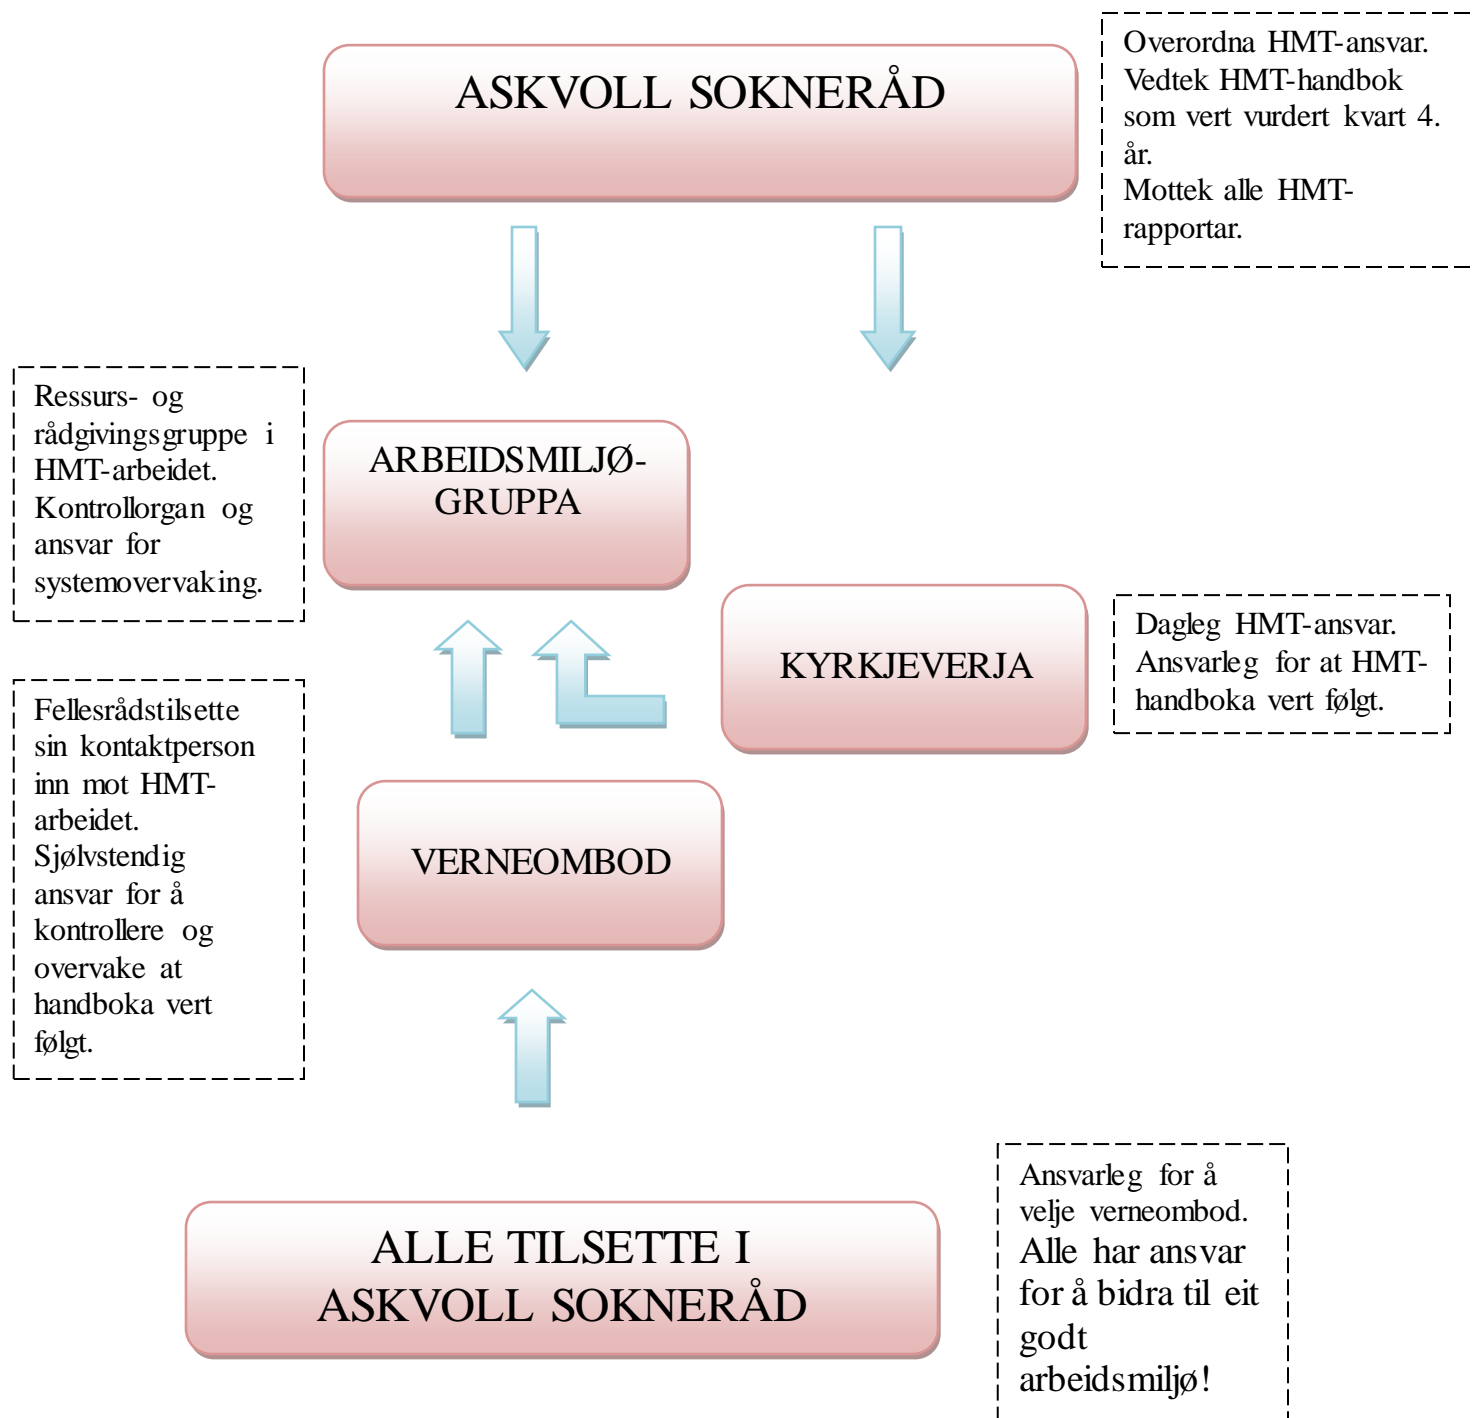 ASKVOLL SOKNERÅD
Overordna HMT-ansvar.
Vedtek HMT-handbok
som vert vurdert kvart 4.
år.
Mottek alle HMT-
rapportar.
Ressurs- og
rådgivingsgruppe i
HMT-arbeidet.
Kontrollorgan og
ansvar for
systemovervaking.
ARBEIDSMILJØ-
GRUPPA
KYRKJEVERJA
Dagleg HMT-ansvar.
Ansvarleg for at HMT-
handboka vert følgt.
Fellesrådstilsette
sin kontaktperson
inn mot HMT-
arbeidet.
Sjølvstendig
ansvar for å
kontrollere og
overvake at
handboka vert
følgt.
VERNEOMBOD
ALLE TILSETTE I
ASKVOLL SOKNERÅD
Ansvarleg for å
velje verneombod.
Alle har ansvar
for å bidra til eit
godt
arbeidsmiljø!